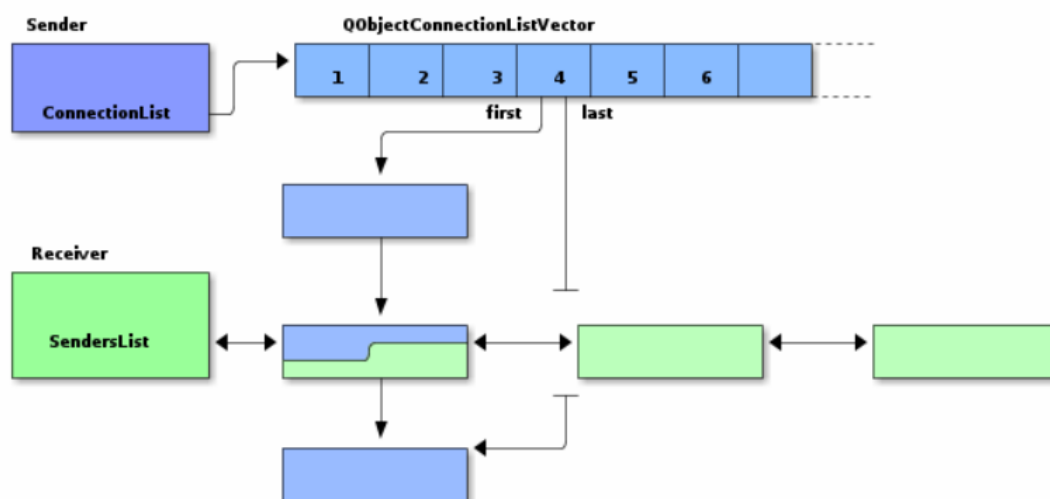 Sender
QObjectConnectionListVector
1 2 3 4 5 6
ConnectionList
first last
Receiver
SendersList